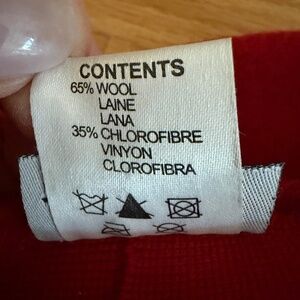 CONTENTS
65% WOOL
LAINE
LANA
35% CHLOROFIBRE
VINYON
CLOROFIBRA